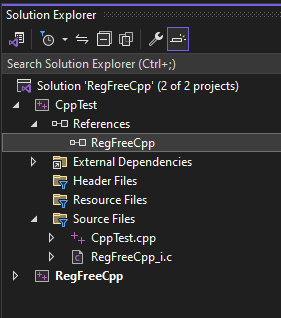 Solution Explorer
Search Solution Explorer (Ctrl+;)
Solution 'RegFreeCpp' (2 of 2 projects)
CppTest
References
RegFreeCpp
External Dependencies
Header Files
Resource Files
Source Files
CppTest.cpp
RegFreeCpp_i.c
RegFreeCpp